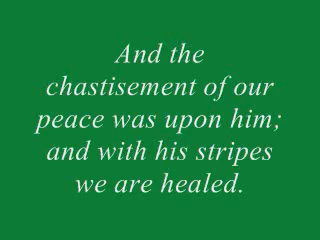 And the
chastisement of our
peace was upon him;
and with his stripes
we are healed.